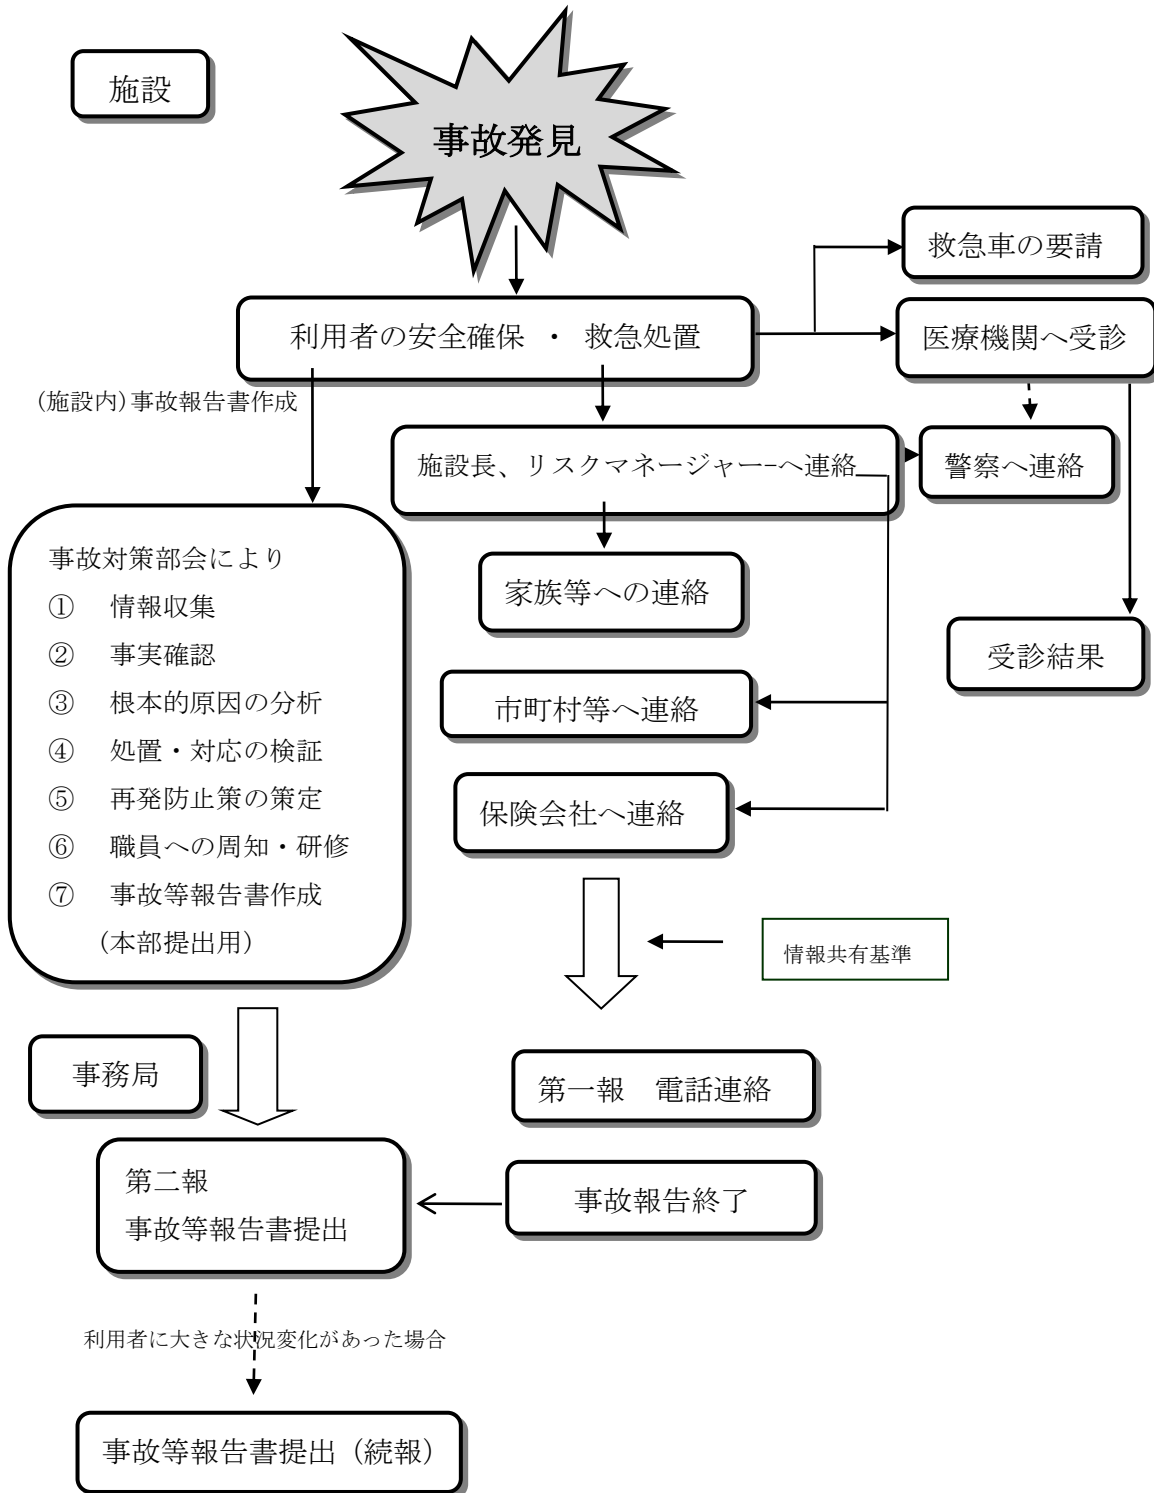 施設
事故発見
救急車の要請
利用者の安全確保 ・ 救急処置
医療機関へ受診
(施設内)事故報告書作成
施設長、リスクマネージャー-へ連絡
警察へ連絡
事故対策部会により
① 情報収集
② 事実確認
③ 根本的原因の分析
④ 処置・対応の検証
⑤ 再発防止策の策定
⑥ 職員への周知・研修
⑦ 事故等報告書作成
(本部提出用)
家族等への連絡
受診結果
市町村等へ連絡
保険会社へ連絡
情報共有基準
事務局
第一報 電話連絡
第二報
事故等報告書提出
事故報告終了
利用者に大きな状況変化があった場合
事故等報告書提出（続報）